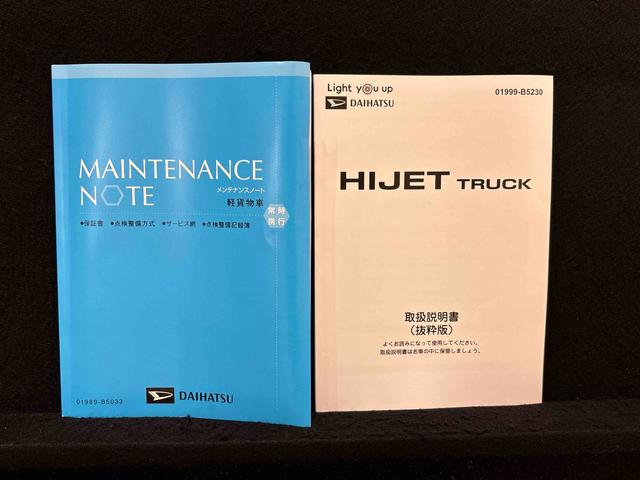 MAINTENANCE
NOTE
メンテナンスノート
軽貨物車
常時
携行
●保証書 ●点検整備方式 ●サービス網 ●点検整備記録簿
01989-B5033
DAIHATSU
Light you up
DAIHATSU
01999-B5230
HIJET TRUCK
取扱説明書
(抜粋版)
よくお読みになって使用してください。
取扱説明書はお車の中に保管しましょう。